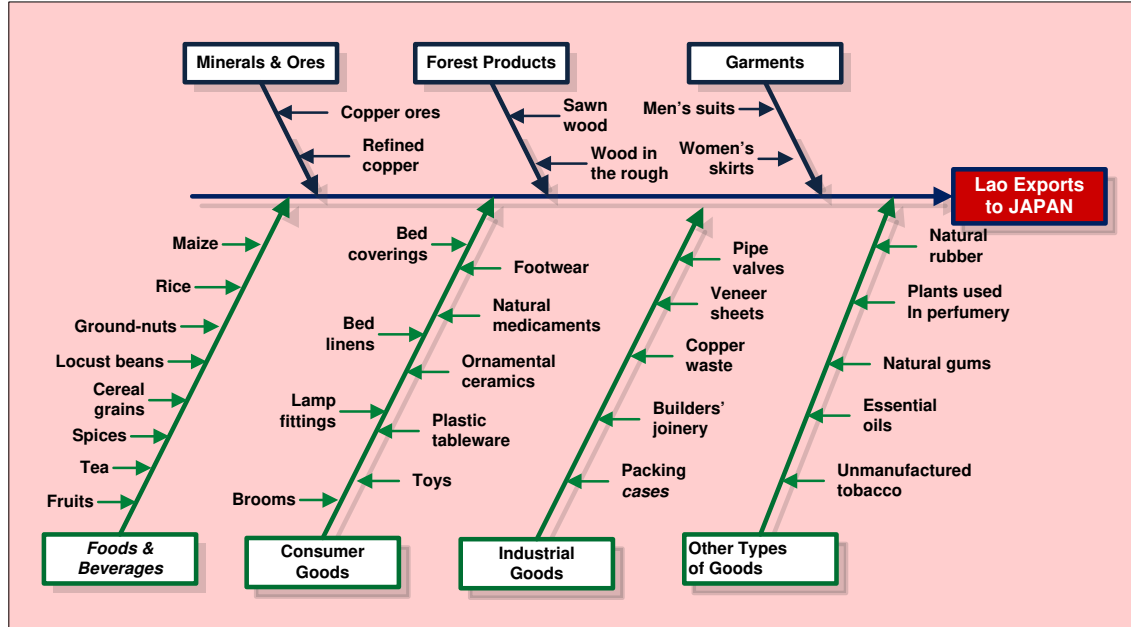 Minerals & Ores
Copper ores
Refined
copper
Forest Products
Sawn
wood
Wood in
the rough
Garments
Men's suits
Women's
skirts
Lao Exports
to JAPAN
Maize
Rice
Ground-nuts
Locust beans
Cereal
grains
Spices
Tea
Fruits
Foods &
Beverages
Bed
coverings
Footwear
Natural
medicaments
Bed
linens
Ornamental
ceramics
Lamp
fittings
Plastic
tableware
Toys
Brooms
Consumer
Goods
Pipe
valves
Veneer
sheets
Copper
waste
Builders'
joinery
Packing
cases
Industrial
Goods
Natural
rubber
Plants used
In perfumery
Natural gums
Essential
oils
Unmanufactured
tobacco
Other Types
of Goods